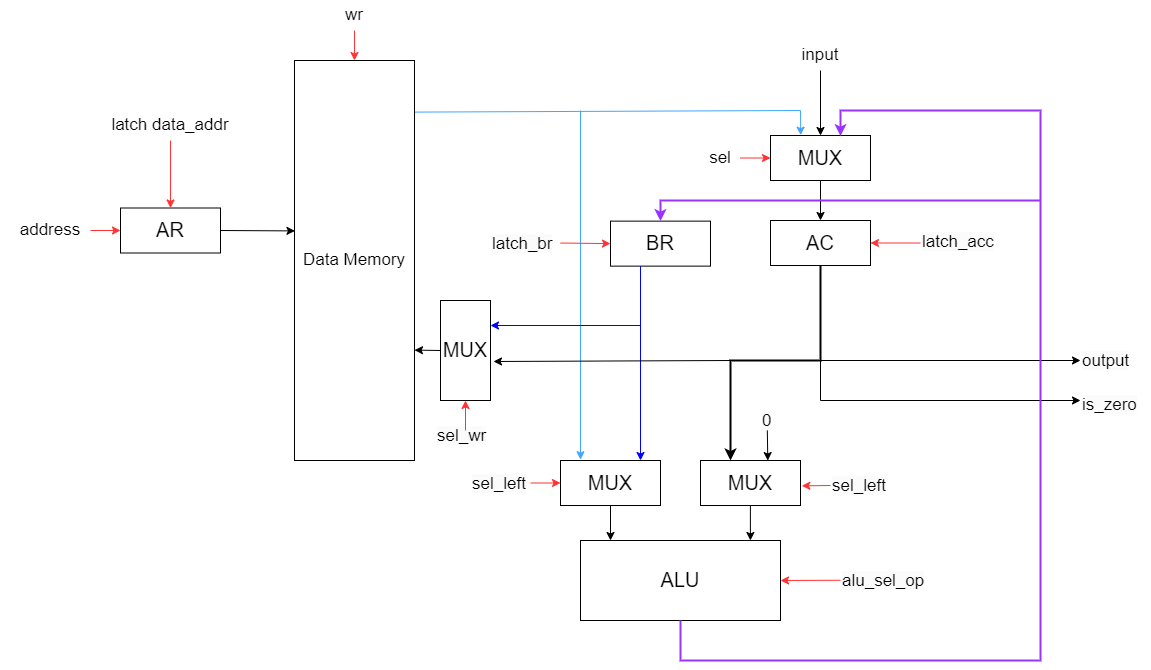 wr
input
latch data_addr
MUX
sel
address
AR
latch_br
BR
AC
latch_acc
Data Memory
MUX
output
is_zero
0
sel_wr
sel_left
MUX
MUX
sel_left
ALU
alu_sel_op